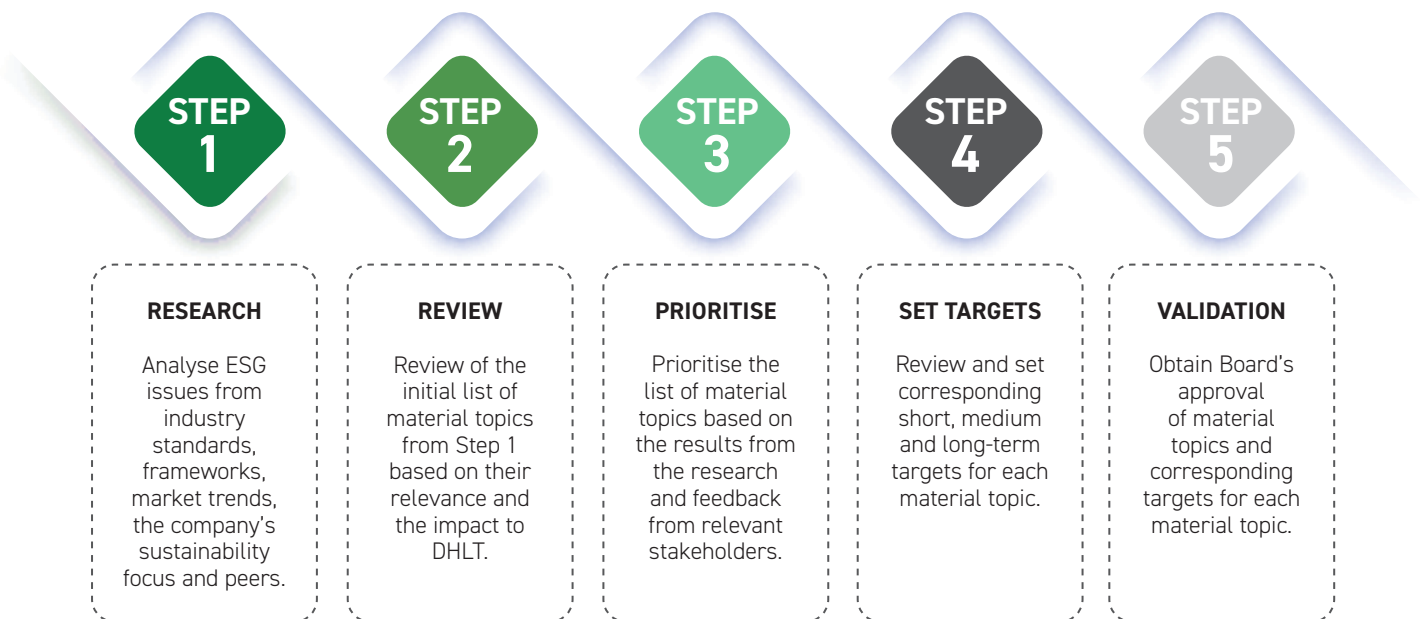 STEP
1
STEP
2
STEP
3
STEP
4
STEP
5
RESEARCH
Analyse ESG
issues from
industry
standards,
frameworks,
market trends,
the company's
sustainability
focus and peers.
REVIEW
Review of the
initial list of
material topics
from Step 1
based on their
relevance and
the impact to
DHLT.
PRIORITISE
Prioritise the
list of material
topics based on
the results from
the research
and feedback
from relevant
stakeholders.
SET TARGETS
Review and set
corresponding
short, medium
and long-term
targets for each
material topic.
VALIDATION
Obtain Board's
approval
of material
topics and
corresponding
targets for each
material topic.